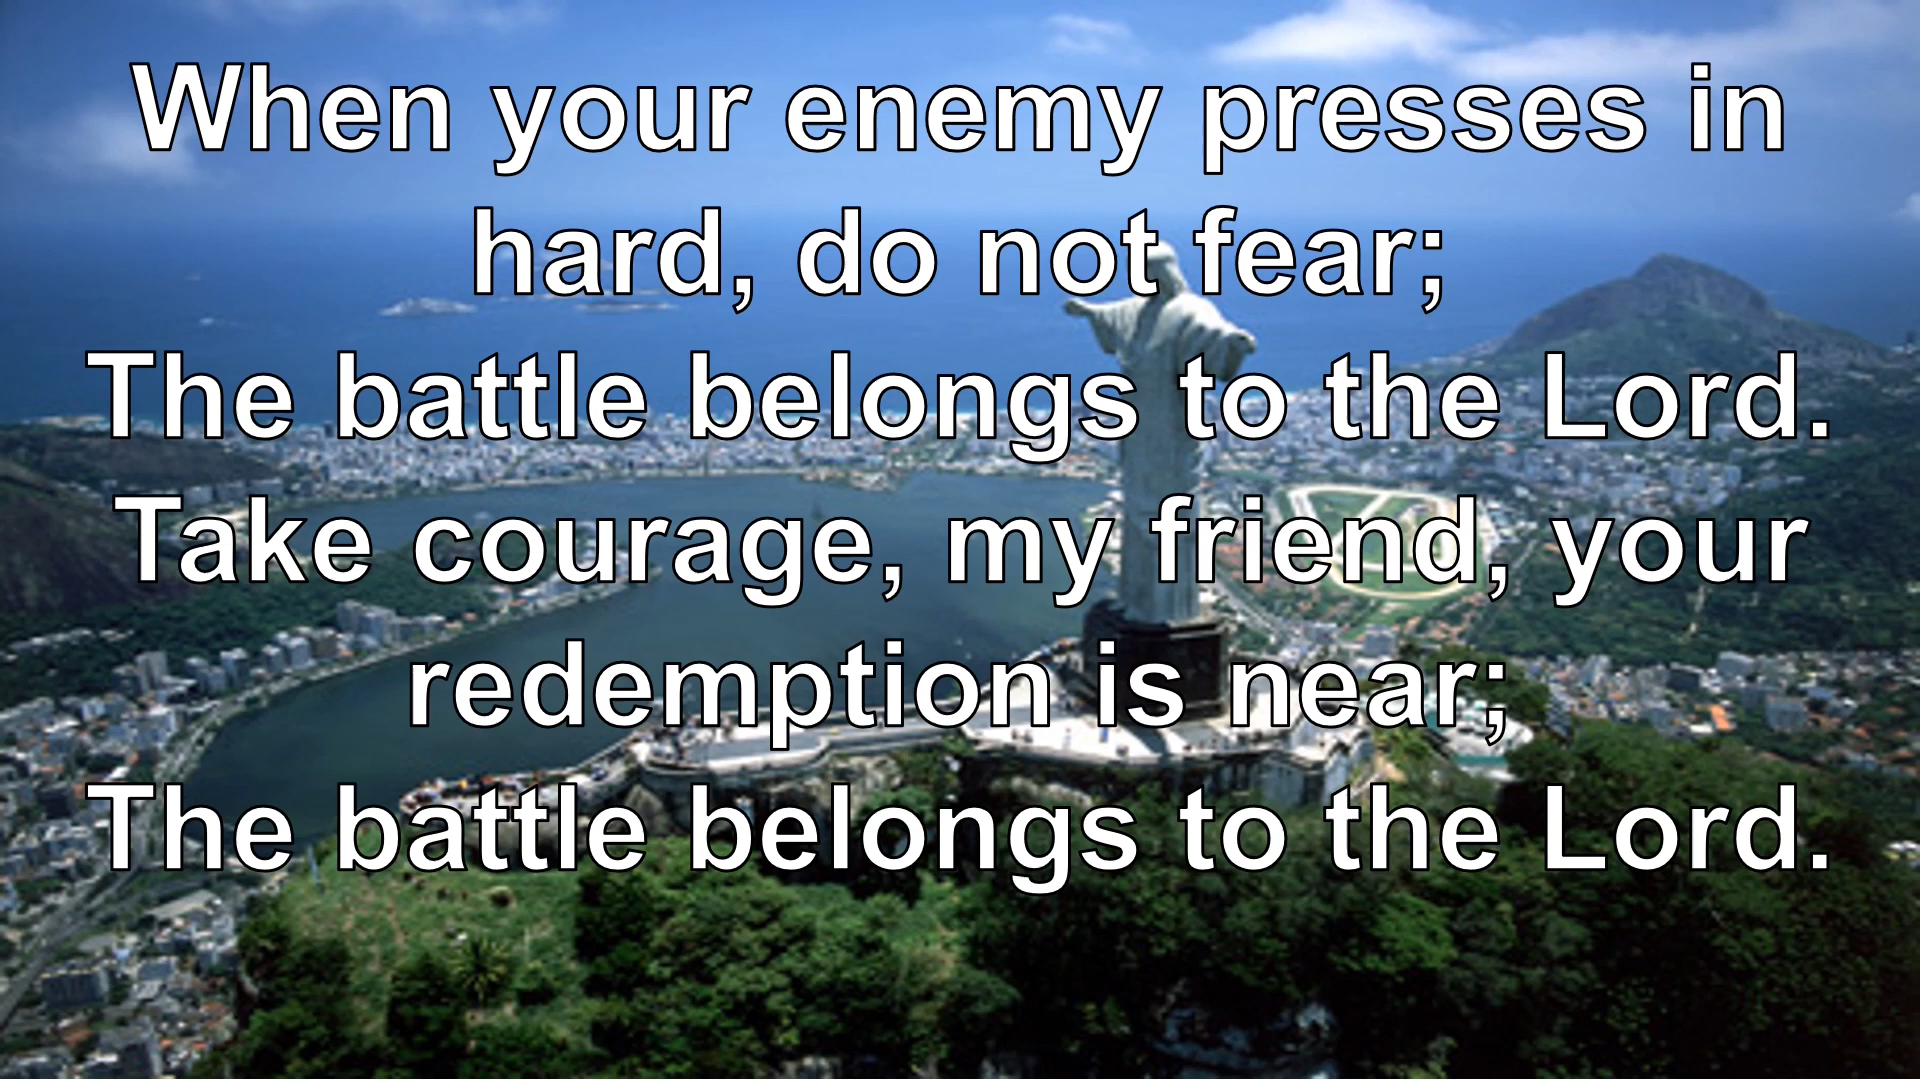 When your enemy presses in
hard, do not fear;
The battle belongs to the Lord.
Take courage, my friend, your
redemption is near;
The battle belongs to the Lord.